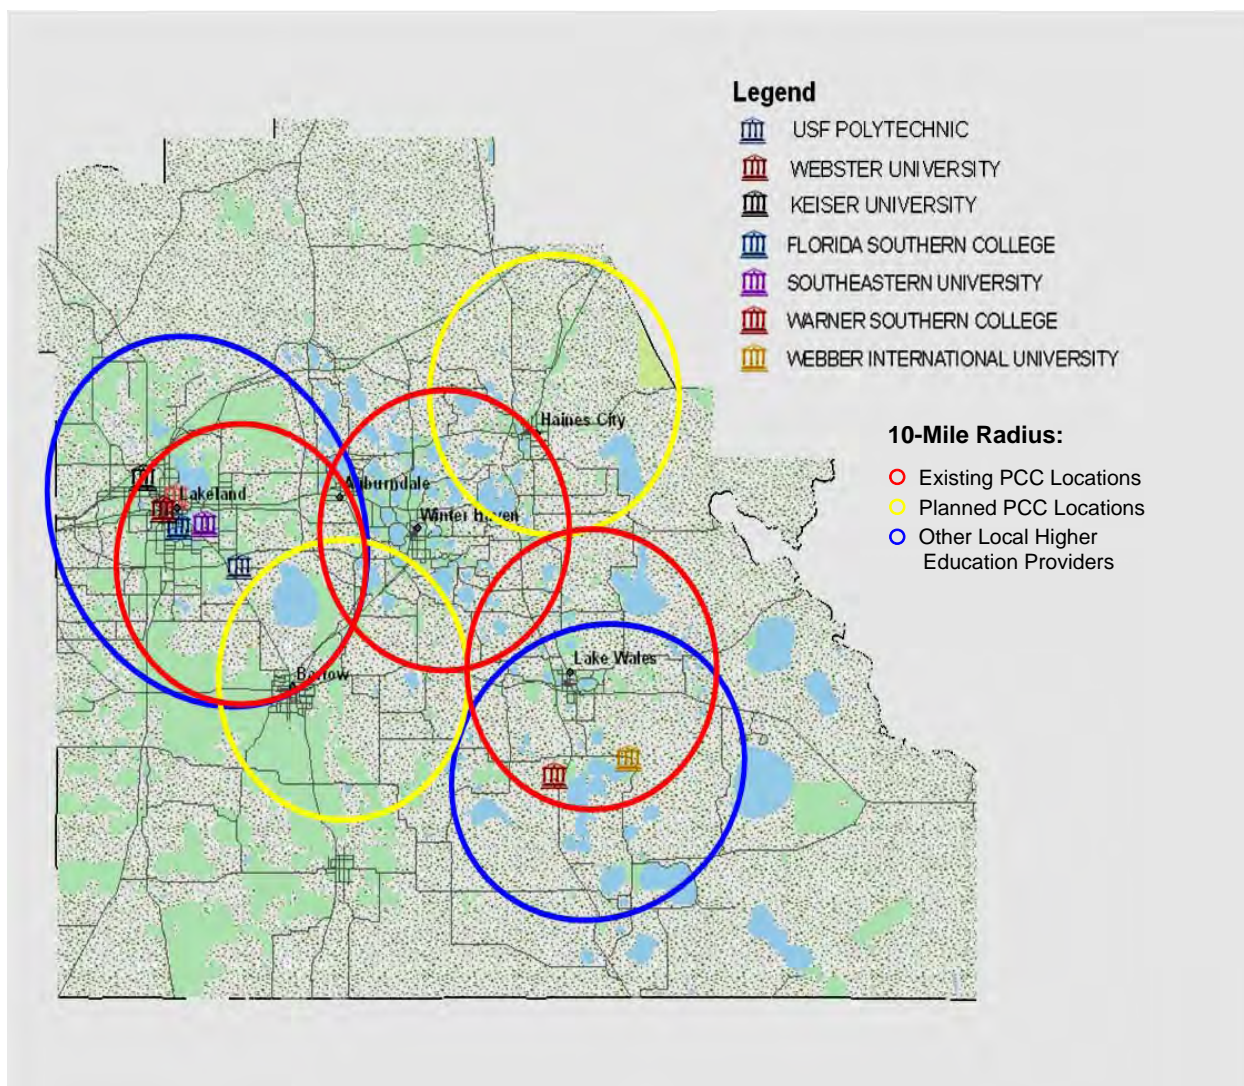 Legend
USF POLYTECHNIC
WEBSTER UNIVERSITY
KEISER UNIVERSITY
FLORIDA SOUTHERN COLLEGE
SOUTHEASTERN UNIVERSITY
WARNER SOUTHERN COLLEGE
WEBBER INTERNATIONAL UNIVERSITY
10-Mile Radius:
Existing PCC Locations
Planned PCC Locations
Other Local Higher
Education Providers
Haines City
Lakeland
Auburndale
Winter Haven
Lake Wales
Bartow